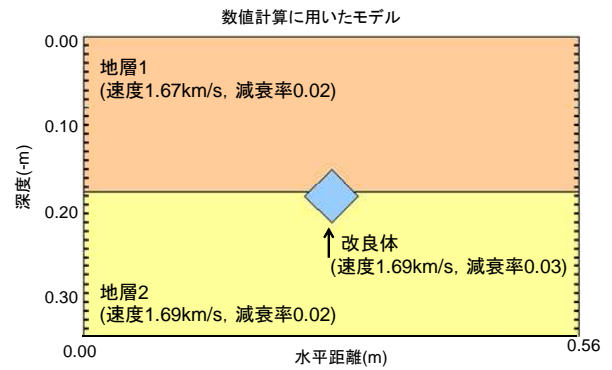 数値計算に用いたモデル
0.00
地層1
(速度1.67km/s, 減衰率0.02)
0.10
深度(-m)
0.20
改良体
(速度1.69km/s, 減衰率0.03)
0.30
地層2
(速度1.69km/s, 減衰率0.02)
0.00
水平距離(m)
0.56